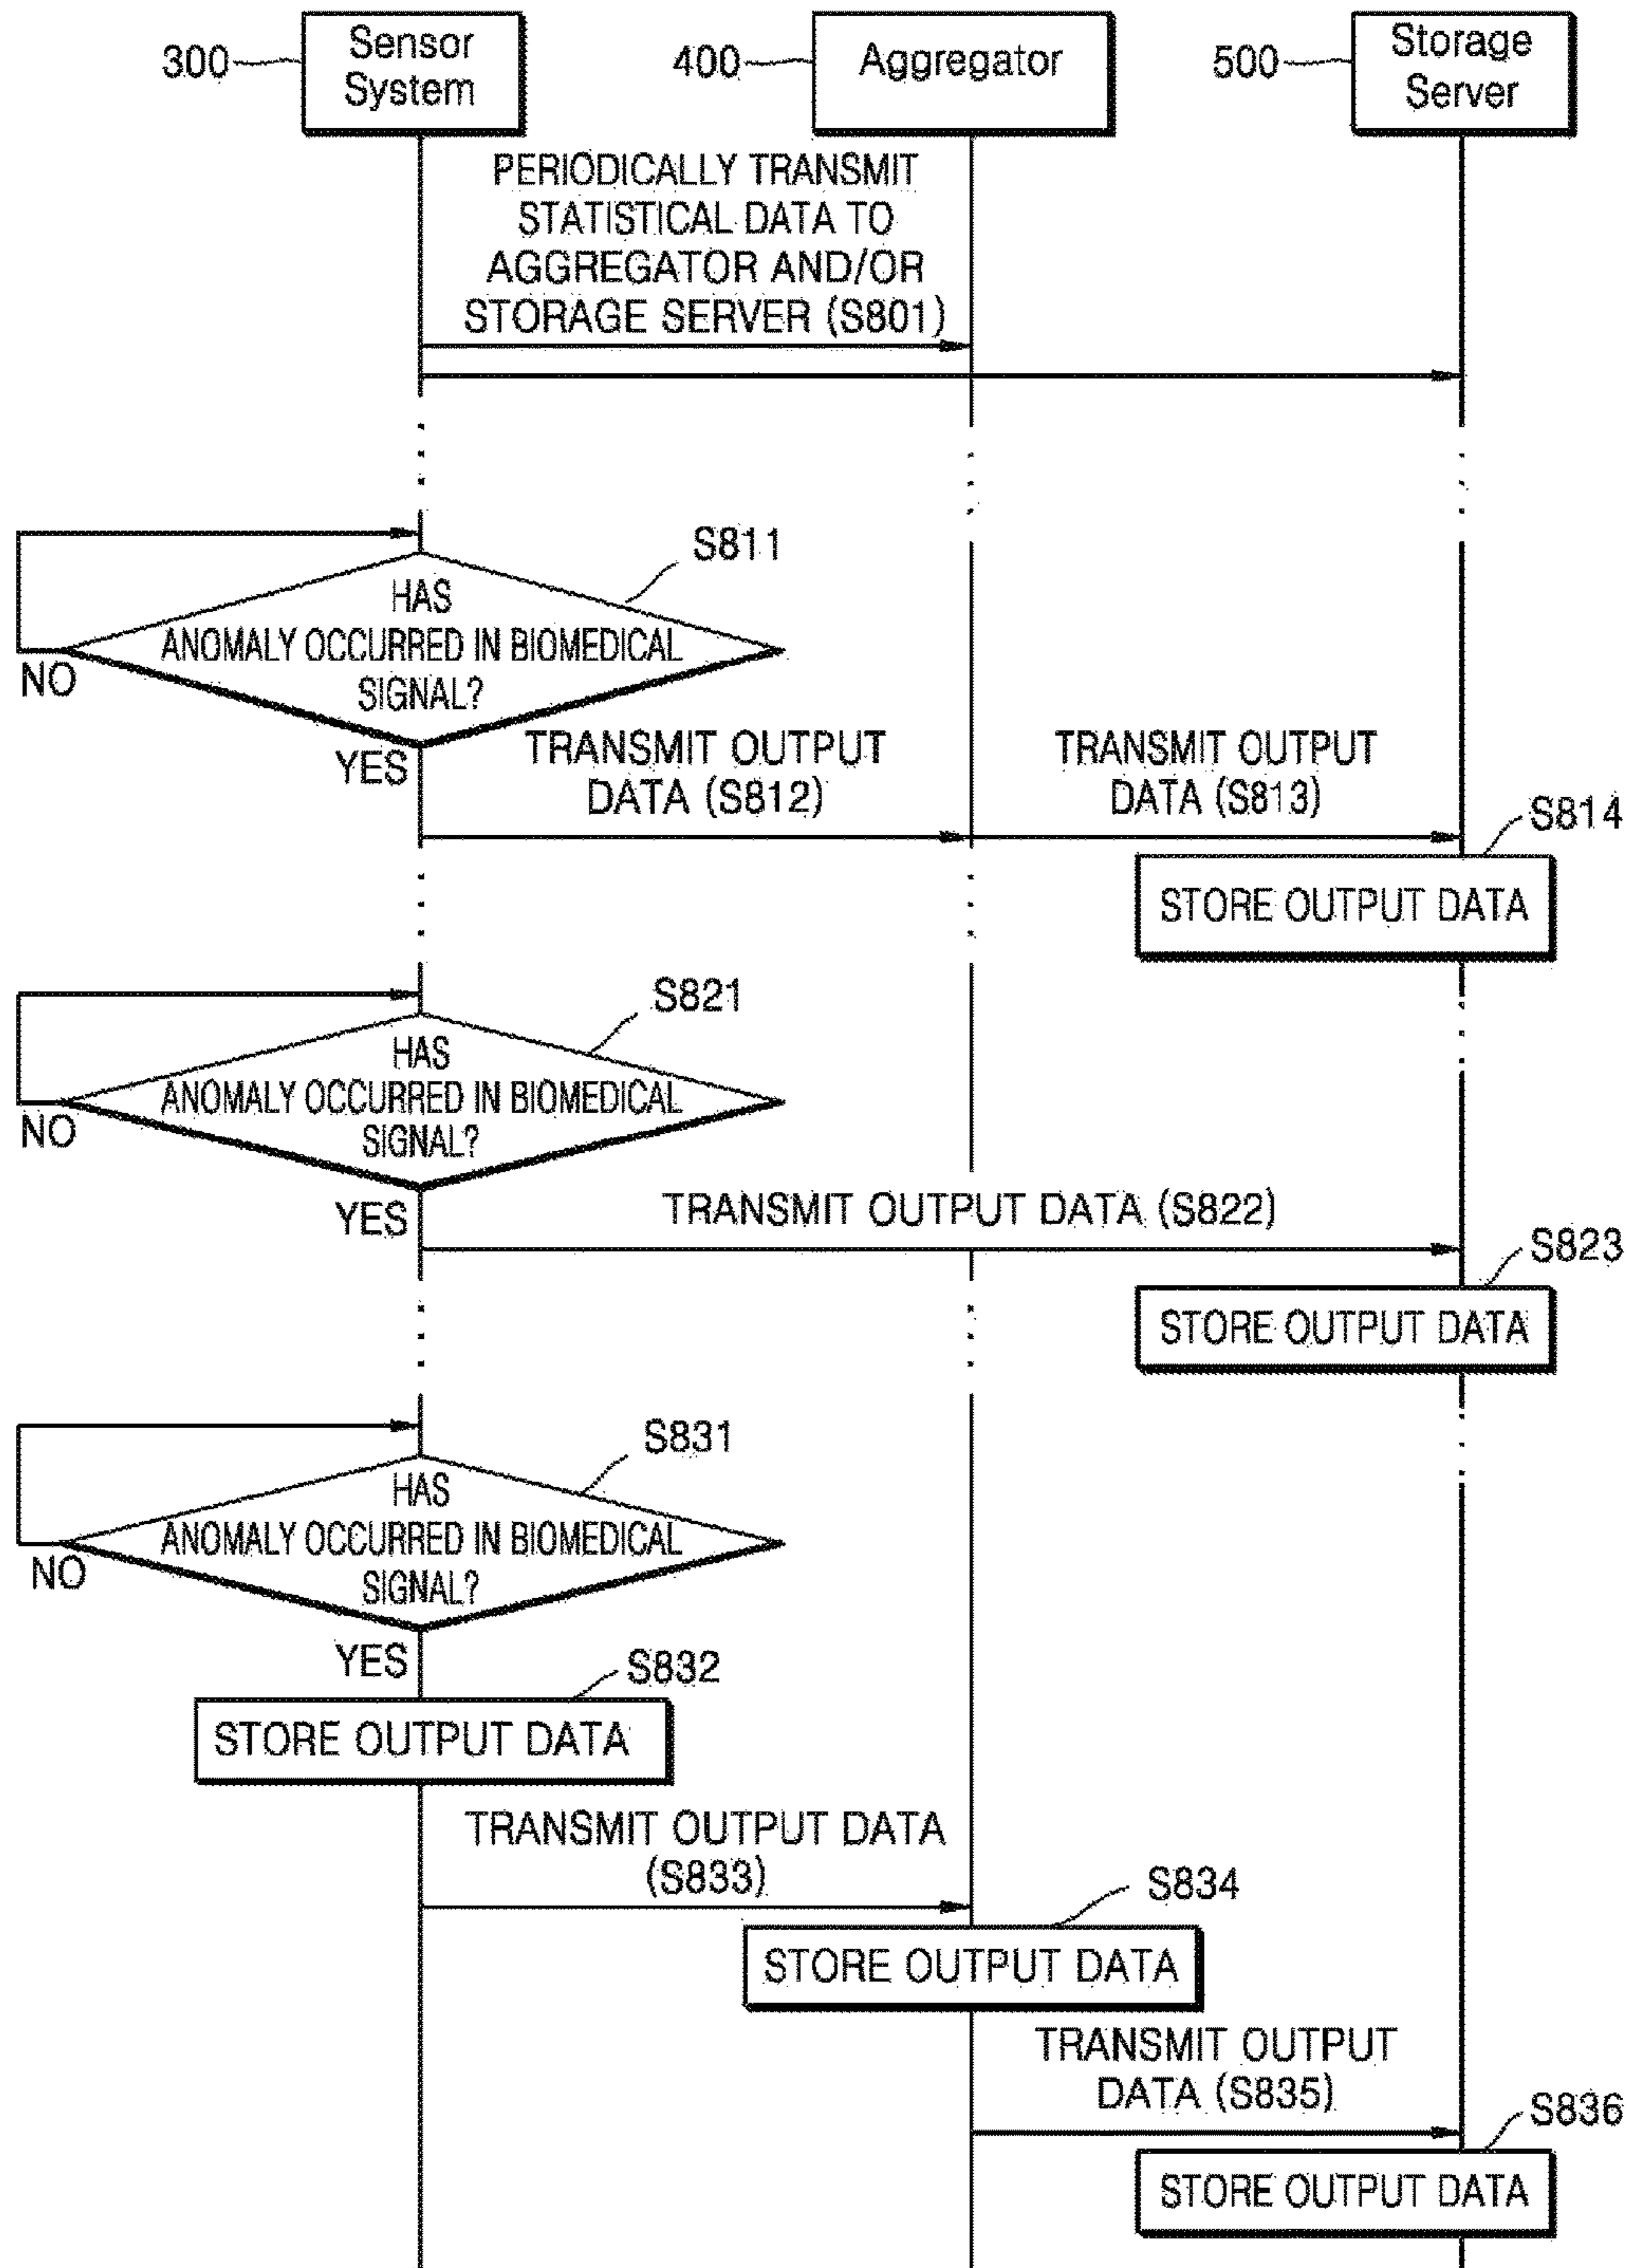 300
Sensor
System
400
Aggregator
500
Storage
Server
PERIODICALLY TRANSMIT
STATISTICAL DATA TO
AGGREGATOR AND/OR
STORAGE SERVER (S801)
S811
HAS
ANOMALY OCCURRED IN BIOMEDICAL
SIGNAL?
NO
YES
TRANSMIT OUTPUT
DATA (S812)
TRANSMIT OUTPUT
DATA (S813)
S814
STORE OUTPUT DATA
S821
HAS
ANOMALY OCCURRED IN BIOMEDICAL
SIGNAL?
NO
YES
TRANSMIT OUTPUT DATA (S822)
S823
STORE OUTPUT DATA
S831
HAS
ANOMALY OCCURRED IN BIOMEDICAL
SIGNAL?
NO
YES
S832
STORE OUTPUT DATA
TRANSMIT OUTPUT DATA
(S833)
S834
STORE OUTPUT DATA
TRANSMIT OUTPUT
DATA (S835)
S836
STORE OUTPUT DATA